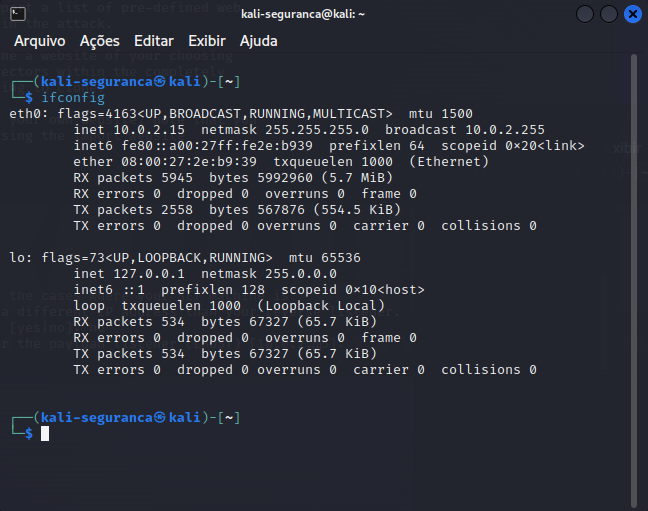 kali-seguranca@kali: ~
Arquivo Ações Editar Exibir Ajuda
┌──(kali-seguranca㉿kali)-[~]
└─$ ifconfig
eth0: flags=4163<UP,BROADCAST,RUNNING,MULTICAST>  mtu 1500
        inet 10.0.2.15  netmask 255.255.255.0  broadcast 10.0.2.255
        inet6 fe80::a00:27ff:fe2e:b939  prefixlen 64  scopeid 0×20<link>
        ether 08:00:27:2e:b9:39  txqueuelen 1000  (Ethernet)
        RX packets 5945  bytes 5992960 (5.7 MiB)
        RX errors 0  dropped 0  overruns 0  frame 0
        TX packets 2558  bytes 567876 (554.5 KiB)
        TX errors 0  dropped 0 overruns 0  carrier 0  collisions 0
lo: flags=73<UP,LOOPBACK,RUNNING>  mtu 65536
        inet 127.0.0.1  netmask 255.0.0.0
        inet6 ::1  prefixlen 128  scopeid 0×10<host>
        loop  txqueuelen 1000  (Loopback Local)
        RX packets 534  bytes 67327 (65.7 KiB)
        RX errors 0  dropped 0  overruns 0  frame 0
        TX packets 534  bytes 67327 (65.7 KiB)
        TX errors 0  dropped 0 overruns 0  carrier 0  collisions 0
┌──(kali-seguranca㉿kali)-[~]
└─$